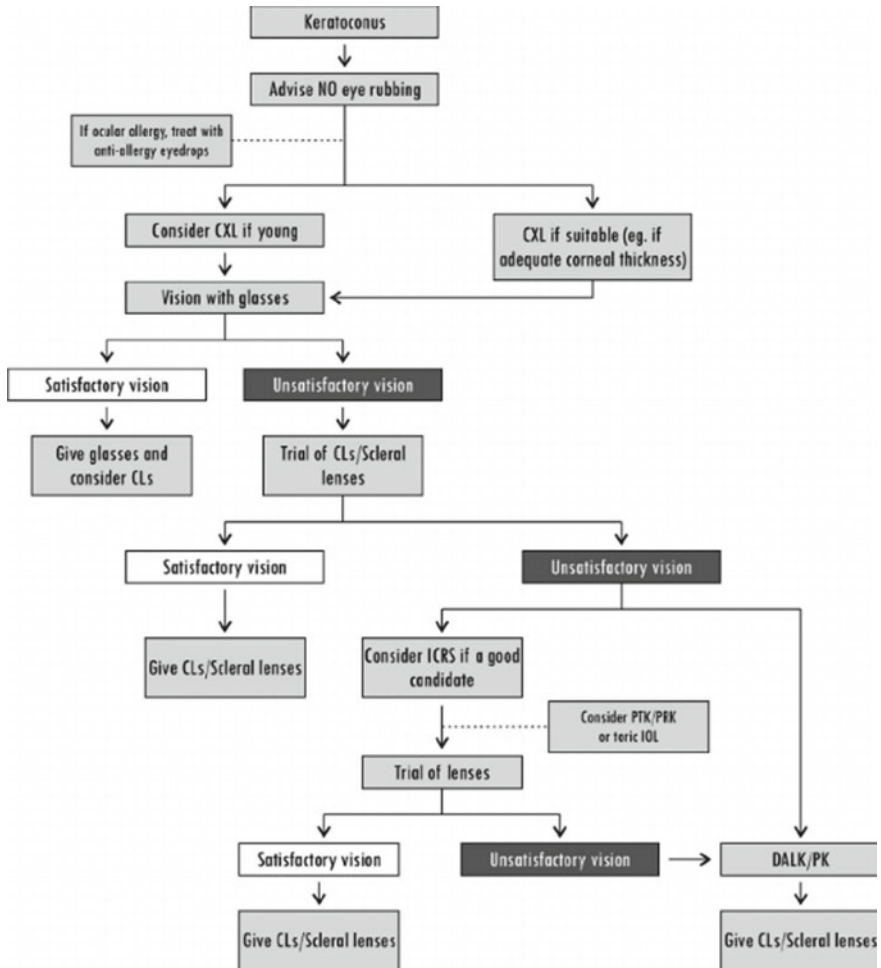 Keratoconus
Advise NO eye rubbing
If ocular allergy, treat with
anti-allergy eyedrops
Consider CXL if young
CXL if suitable (eg. if
adequate corneal thickness)
Vision with glasses
Satisfactory vision
Unsatisfactory vision
Give glasses and
consider CLs
Trial of CLs/Scleral
lenses
Satisfactory vision
Unsatisfactory vision
Give CLs/Scleral lenses
Consider ICRS if a good
candidate
Consider PTK/PRK
or toric IOL
Trial of lenses
Satisfactory vision
Unsatisfactory vision
DALK/PK
Give CLs/Scleral lenses
Give CLs/Scleral lenses